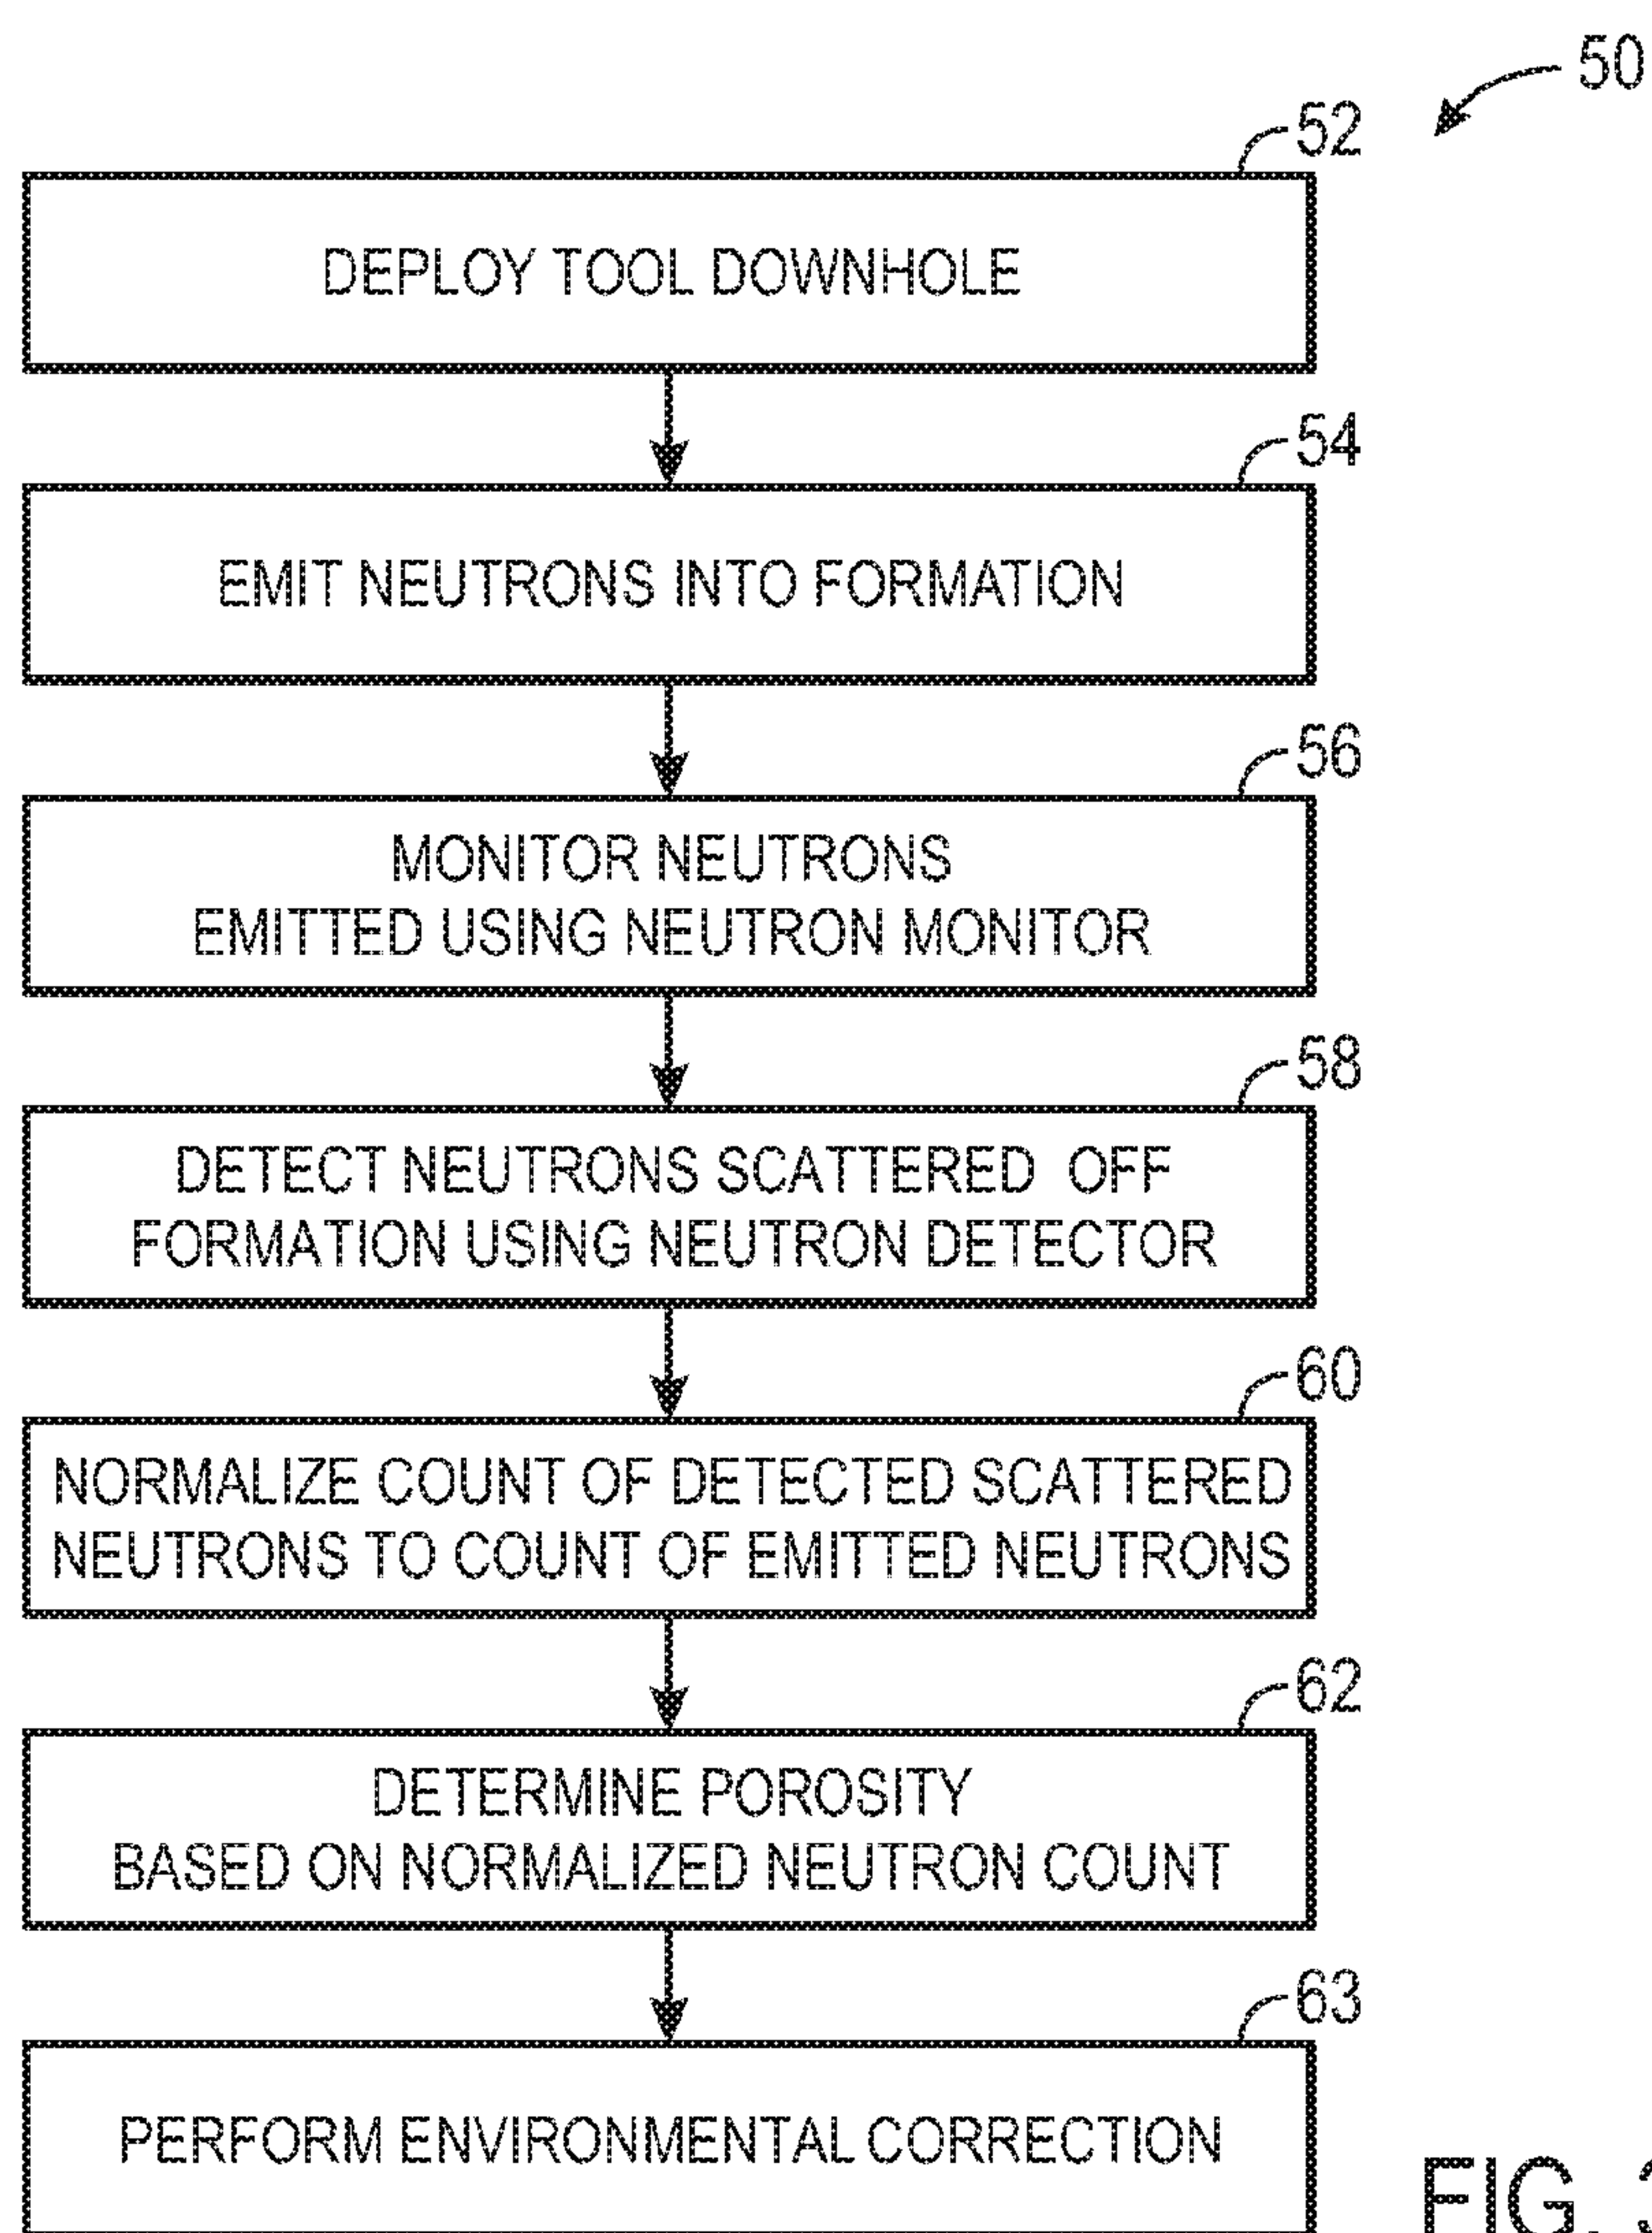 50
52
DEPLOY TOOL DOWNHOLE
54
EMIT NEUTRONS INTO FORMATION
56
MONITOR NEUTRONS
EMITTED USING NEUTRON MONITOR
58
DETECT NEUTRONS SCATTERED OFF
FORMATION USING NEUTRON DETECTOR
60
NORMALIZE COUNT OF DETECTED SCATTERED
NEUTRONS TO COUNT OF EMITTED NEUTRONS
62
DETERMINE POROSITY
BASED ON NORMALIZED NEUTRON COUNT
63
PERFORM ENVIRONMENTAL CORRECTION
FIG.